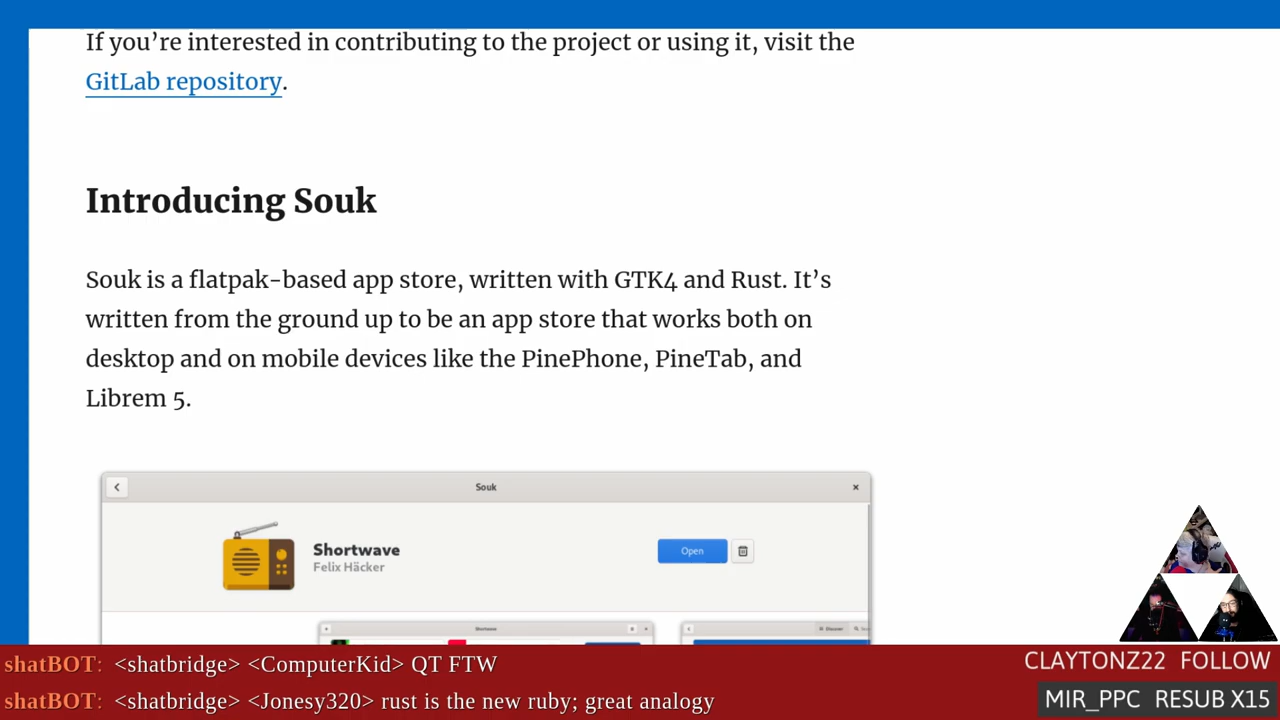 If you’re interested in contributing to the project or using it, visit the
GitLab repository.
Introducing Souk
Souk is a flatpak-based app store, written with GTK4 and Rust. It’s
written from the ground up to be an app store that works both on
desktop and on mobile devices like the PinePhone, PineTab, and
Librem 5.
Souk
Shortwave
Felix Häcker
Open
Shortwave
Discover
shatBOT: <shatbridge> <ComputerKid> QT FTW
shatBOT: <shatbridge> <Jonesy320> rust is the new ruby; great analogy
CLAYTONZ22 FOLLOW
MIR_PPC RESUB X15